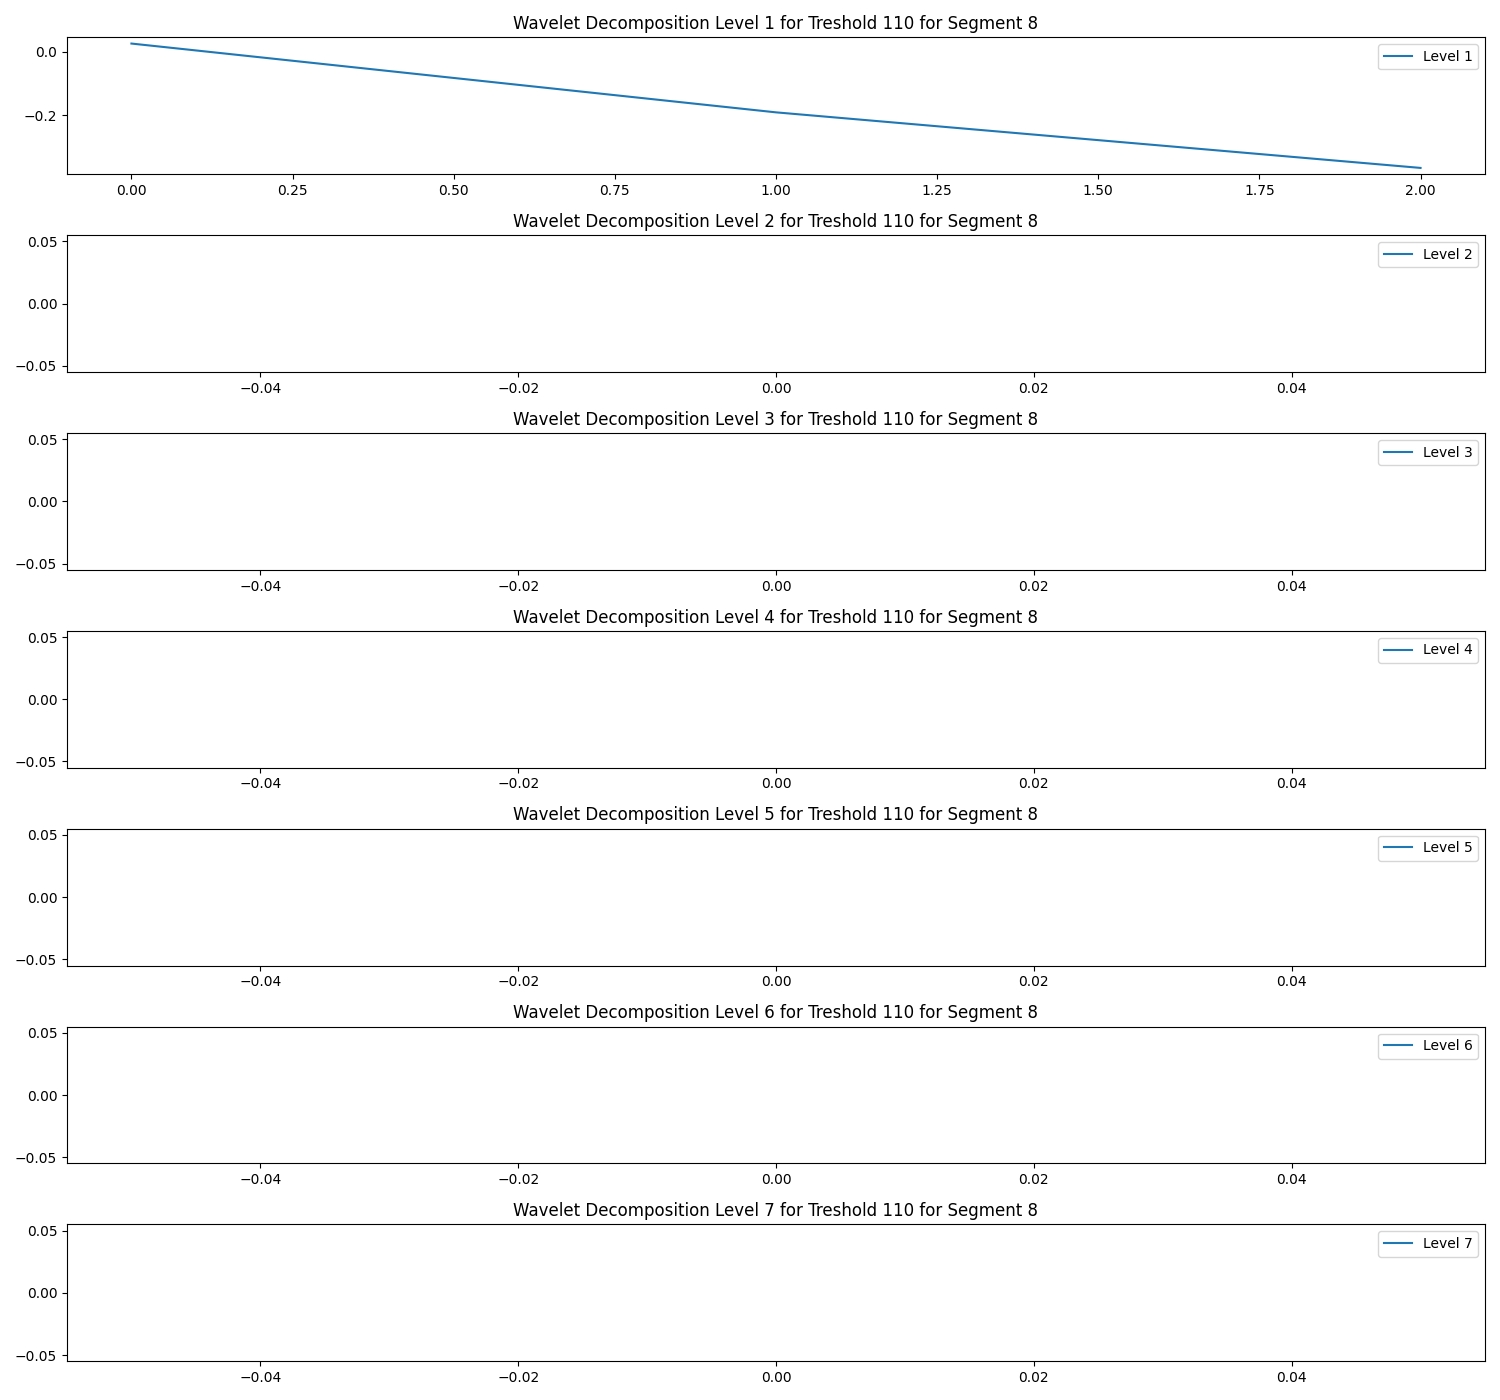 Wavelet Decomposition Level 1 for Treshold 110 for Segment 8
Level 1
0.0
−0.2
0.00 0.25 0.50 0.75 1.00 1.25 1.50 1.75 2.00
Wavelet Decomposition Level 2 for Treshold 110 for Segment 8
0.05
Level 2
0.00
−0.05
−0.04 −0.02 0.00 0.02 0.04
Wavelet Decomposition Level 3 for Treshold 110 for Segment 8
0.05
Level 3
0.00
−0.05
−0.04 −0.02 0.00 0.02 0.04
Wavelet Decomposition Level 4 for Treshold 110 for Segment 8
0.05
Level 4
0.00
−0.05
−0.04 −0.02 0.00 0.02 0.04
Wavelet Decomposition Level 5 for Treshold 110 for Segment 8
0.05
Level 5
0.00
−0.05
−0.04 −0.02 0.00 0.02 0.04
Wavelet Decomposition Level 6 for Treshold 110 for Segment 8
0.05
Level 6
0.00
−0.05
−0.04 −0.02 0.00 0.02 0.04
Wavelet Decomposition Level 7 for Treshold 110 for Segment 8
0.05
Level 7
0.00
−0.05
−0.04 −0.02 0.00 0.02 0.04